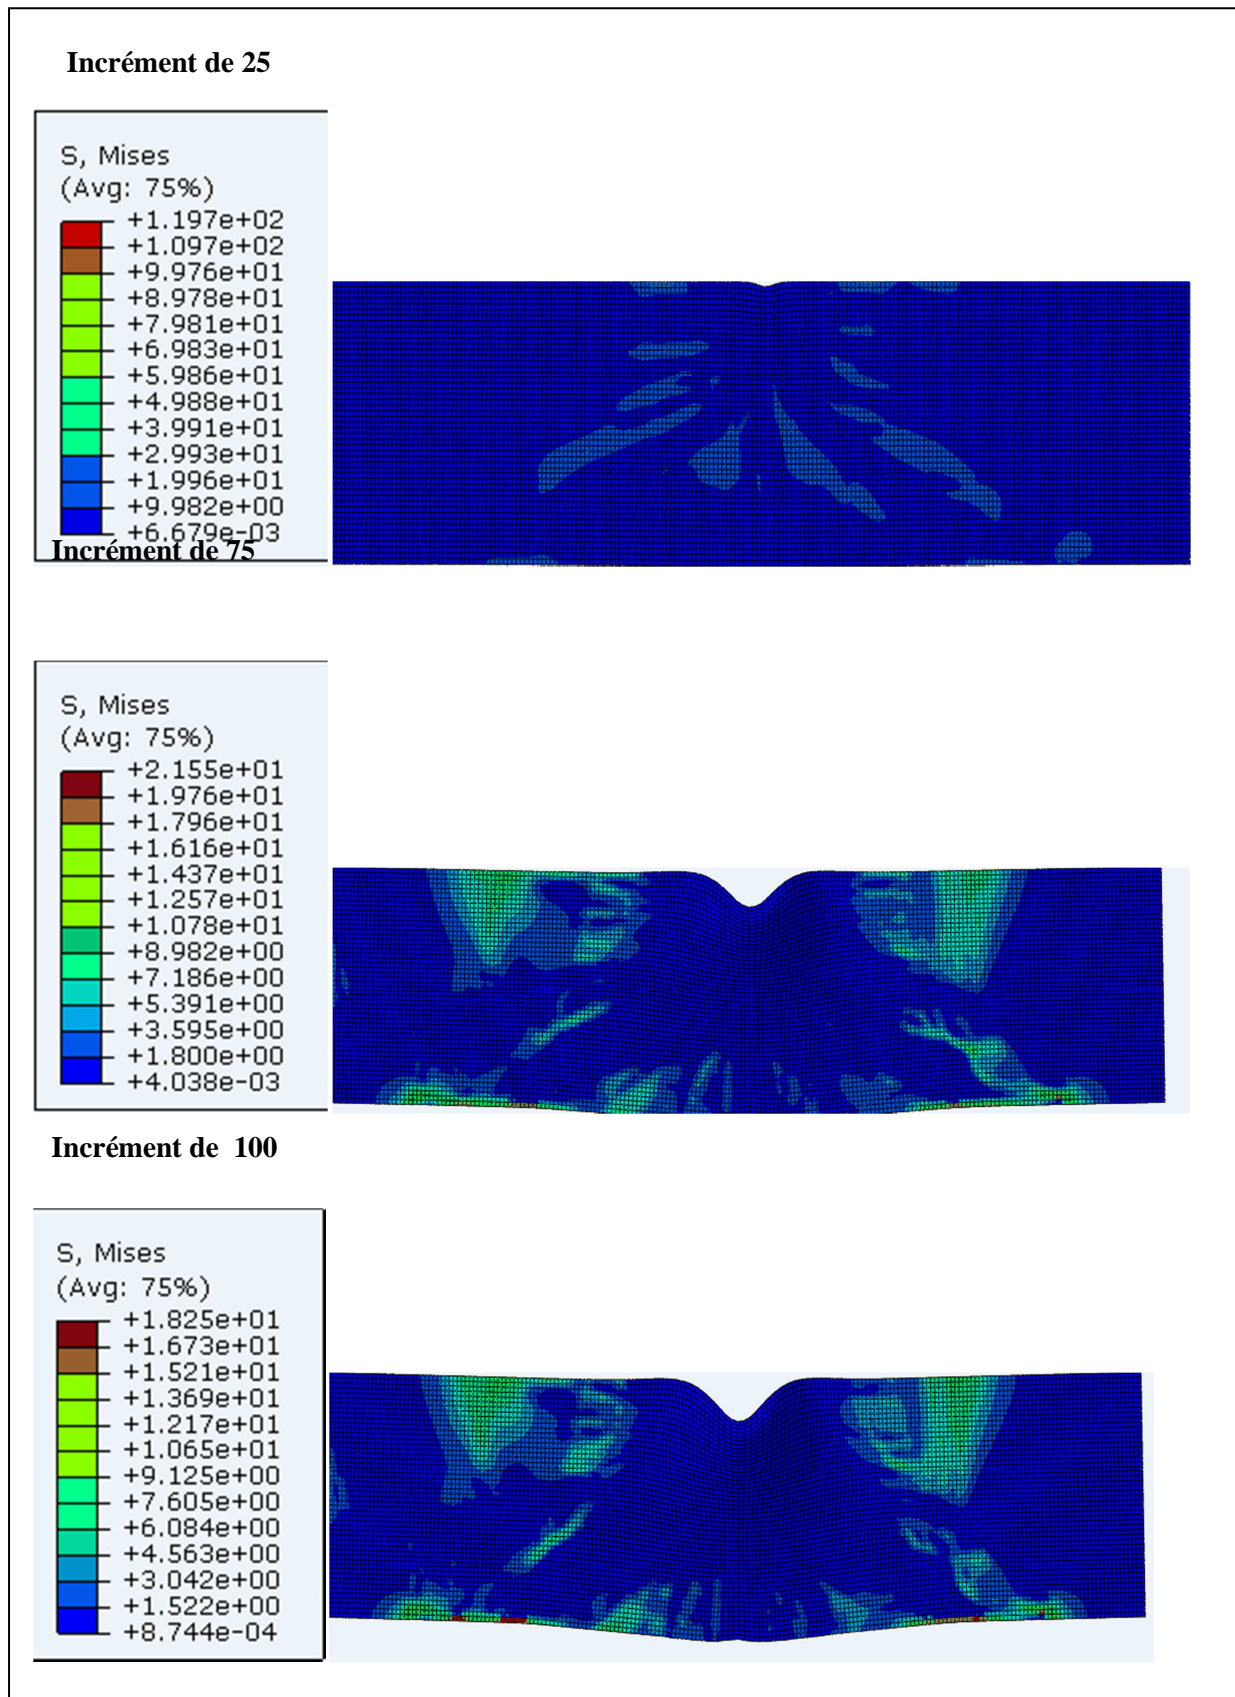 Incrément de 25
S, Mises
(Avg: 75%)
+1.197e+02
+1.097e+02
+9.976e+01
+8.978e+01
+7.981e+01
+6.983e+01
+5.986e+01
+4.988e+01
+3.991e+01
+2.993e+01
+1.996e+01
+9.982e+00
+6.679e-03
Incrément de 75
S, Mises
(Avg: 75%)
+2.155e+01
+1.976e+01
+1.796e+01
+1.616e+01
+1.437e+01
+1.257e+01
+1.078e+01
+8.982e+00
+7.186e+00
+5.391e+00
+3.595e+00
+1.800e+00
+4.038e-03
Incrément de  100
S, Mises
(Avg: 75%)
+1.825e+01
+1.673e+01
+1.521e+01
+1.369e+01
+1.217e+01
+1.065e+01
+9.125e+00
+7.605e+00
+6.084e+00
+4.563e+00
+3.042e+00
+1.522e+00
+8.744e-04